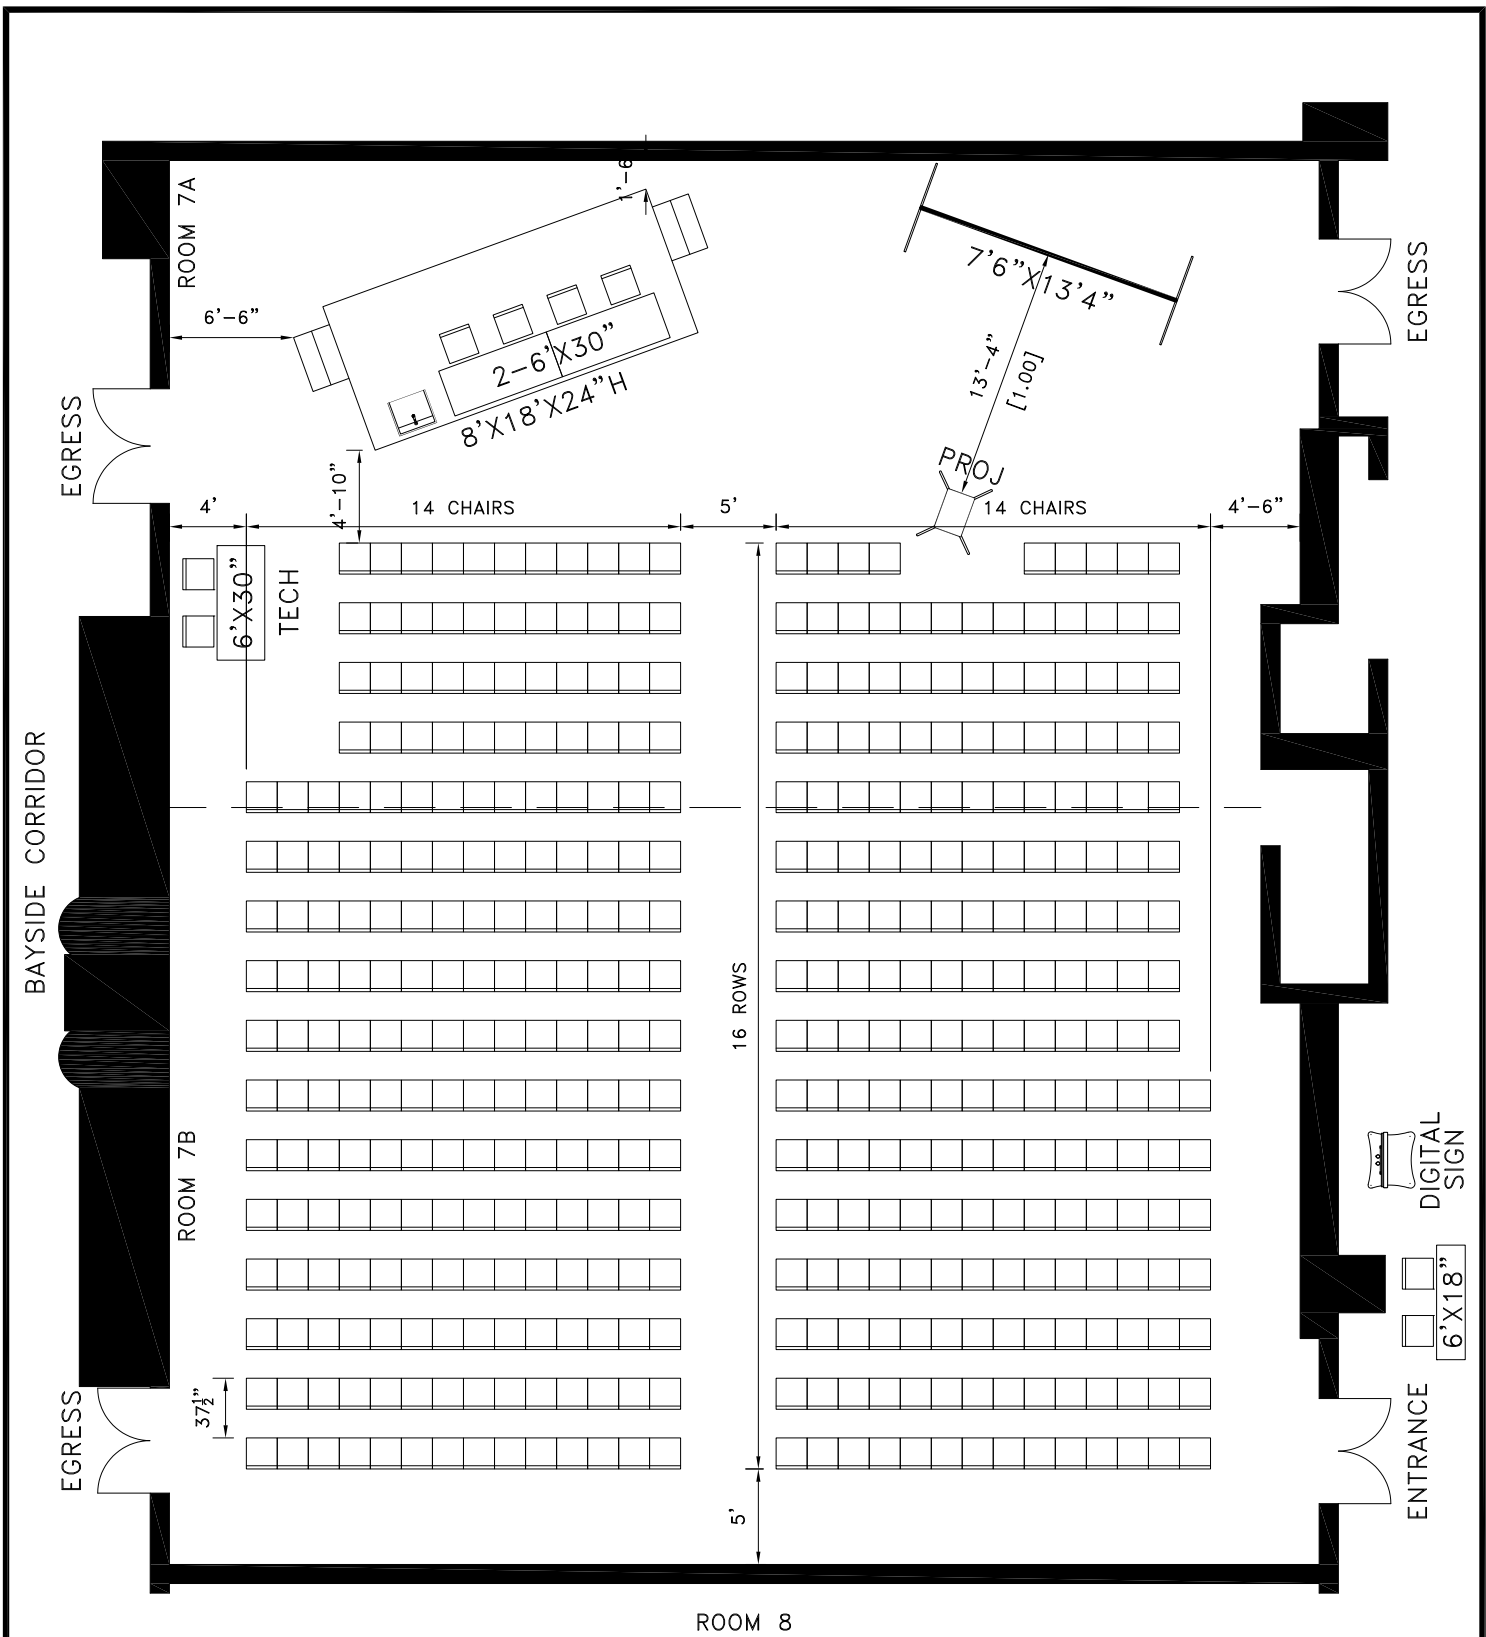 ROOM 7A
1'-6
7'6"X13'4"
EGRESS
6'-6"
2-6'X30"
8'X18'X24"H
13'-4"
[1.00]
EGRESS
PROJ
4'-10"
4'
14 CHAIRS
5'
14 CHAIRS
4'-6"
6'X30"
TECH
BAYSIDE CORRIDOR
16 ROWS
ROOM 7B
DIGITAL
SIGN
6'X18"
37½"
EGRESS
ENTRANCE
5'
ROOM 8